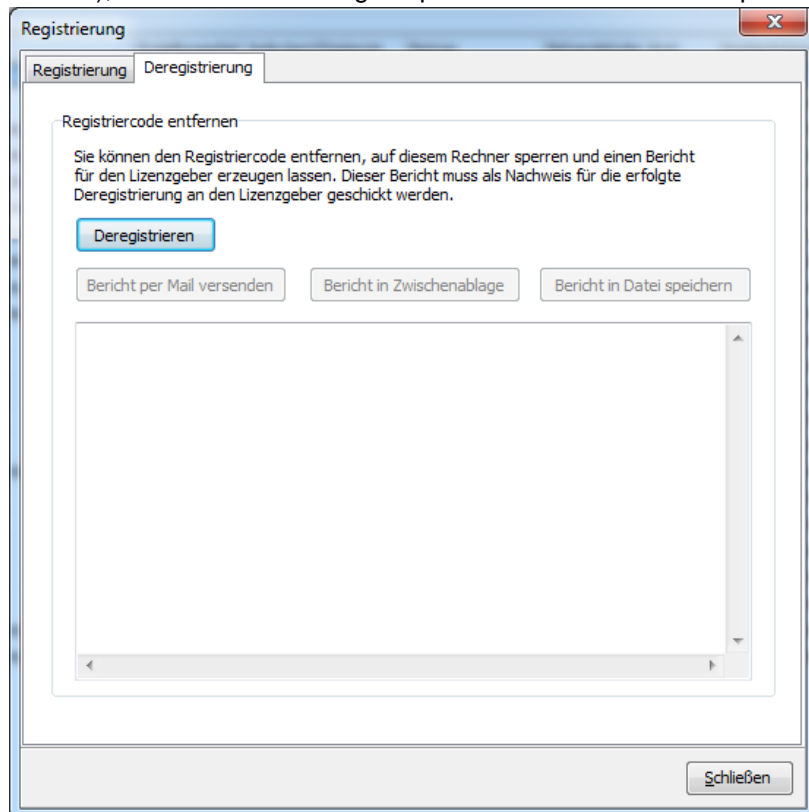 Registrierung
Registrierung Deregistrierung
Registriercode entfernen
Sie können den Registriercode entfernen, auf diesem Rechner sperren und einen Bericht
für den Lizenzgeber erzeugen lassen. Dieser Bericht muss als Nachweis für die erfolgte
Deregistrierung an den Lizenzgeber geschickt werden.
Deregistrieren
Bericht per Mail versenden Bericht in Zwischenablage Bericht in Datei speichern
Schließen